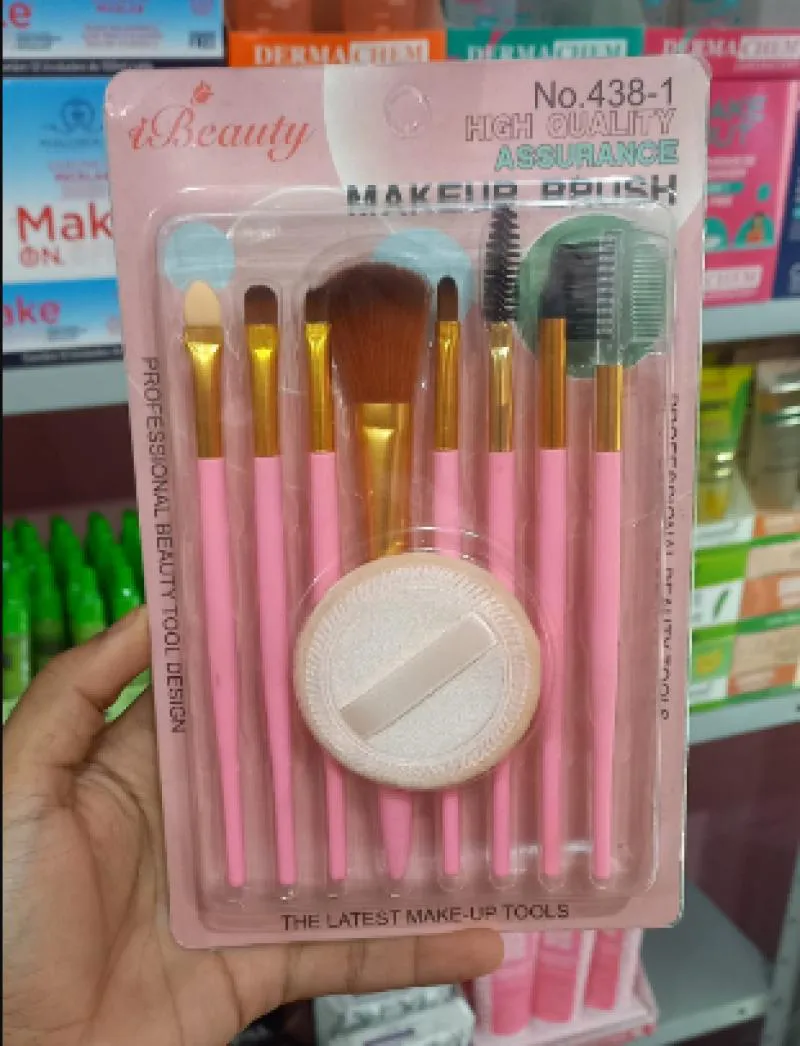 DERMACHEM
DERMACHEM
DERMACHEM
iBeauty
No.438-1
HIGH QUALITY
ASSURANCE
MAKEUP BRUSH
Mak
ON.
ake
PROFESSIONAL BEAUTY TOOL DESIGN
PROFESSIONAL BEAUTY TOOLS
THE LATEST MAKE-UP TOOLS